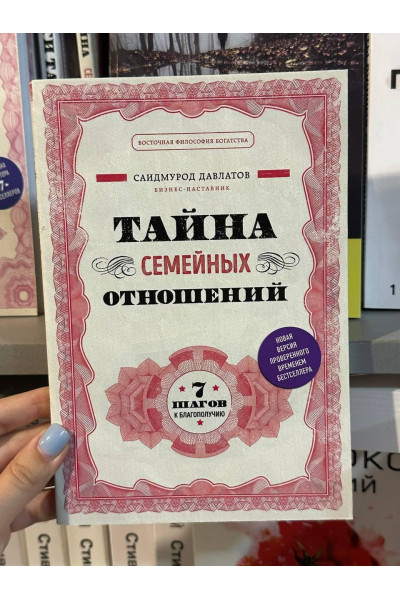 ВОСТОЧНАЯ ФИЛОСОФИЯ БОГАТСТВА
САИДМУРОД ДАВЛАТОВ
БИЗНЕС-НАСТАВНИК
ТАЙНА
СЕМЕЙНЫХ
ОТНОШЕНИЙ
НОВАЯ
ВЕРСИЯ
ПРОВЕРЕННОГО
ВРЕМЕНЕМ
БЕСТСЕЛЛЕРА
7
ШАГОВ
К БЛАГОПОЛУЧИЮ